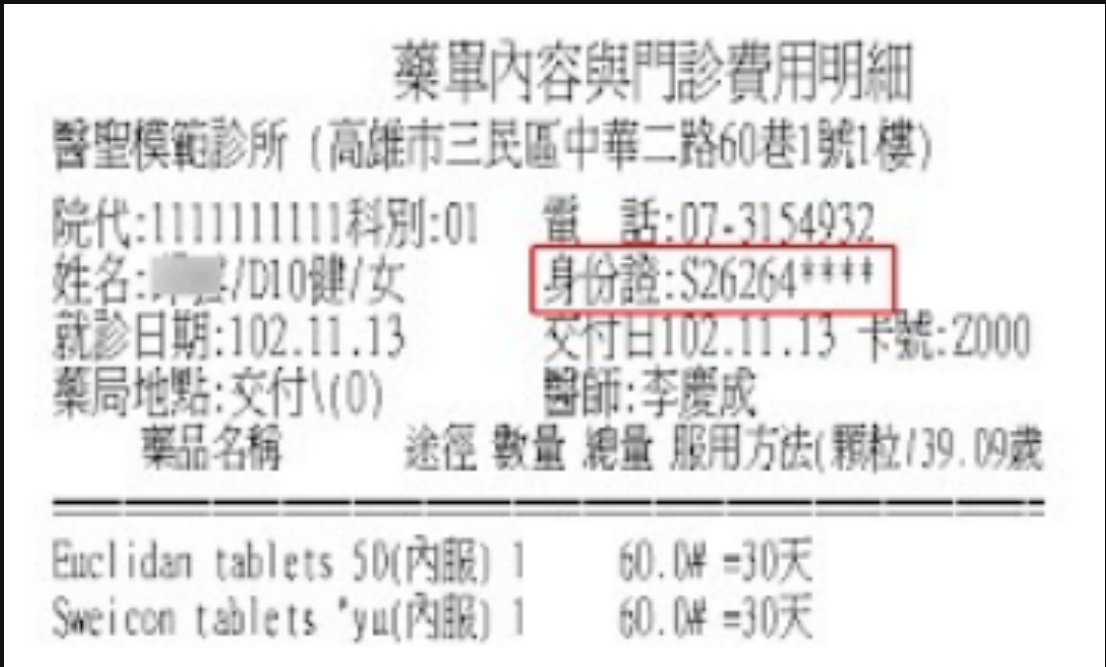 藥單內容與門診費用明細
醫聖模範診所 (高雄市三民區中華二路60巷1號1樓)
院代:1111111111科別:01 電 話:07-3154932
姓名: /D10健/女 身份證:S26264****
就診日期:102.11.13 交付日102.11.13 卡號:Z000
藥局地點:交付\(0) 醫師:李慶成
藥品名稱 途徑 數量 總量 服用方法(顆粒/39.09歲
Euclidan tablets 50(內服) 1 60.0# =30天
Sweicon tablets "yu(內服) 1 60.0# =30天